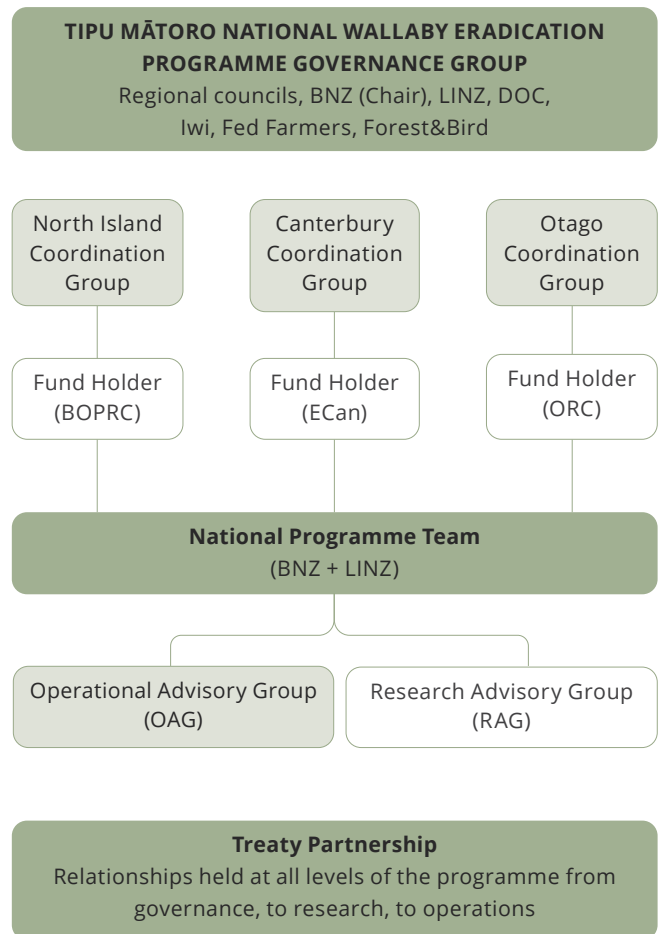 TIPU MĀTORO NATIONAL WALLABY ERADICATION
PROGRAMME GOVERNANCE GROUP
Regional councils, BNZ (Chair), LINZ, DOC,
Iwi, Fed Farmers, Forest&Bird
North Island
Coordination
Group
Canterbury
Coordination
Group
Otago
Coordination
Group
Fund Holder
(BOPRC)
Fund Holder
(ECan)
Fund Holder
(ORC)
National Programme Team
(BNZ + LINZ)
Operational Advisory Group
(OAG)
Research Advisory Group
(RAG)
Treaty Partnership
Relationships held at all levels of the programme from
governance, to research, to operations